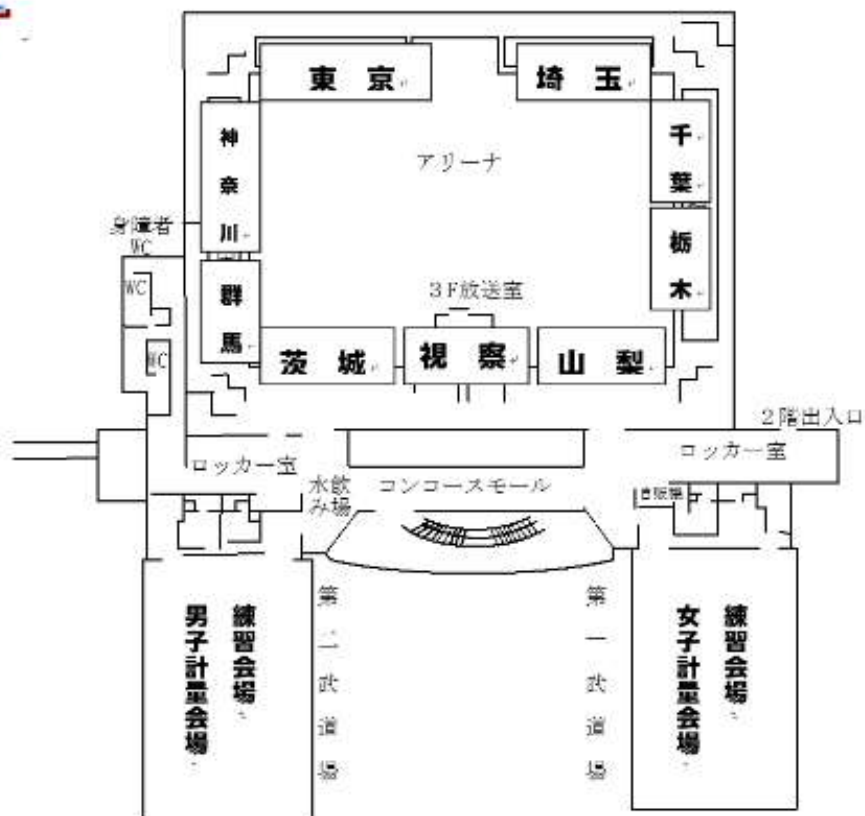 東京
埼玉
神奈川
千葉
アリーナ
身障者
WC
栃木
WC
群馬
3F放送室
WC
茨城
視察
山梨
2階出入口
ロッカー室
ロッカー室
水飲
み場
コンコースモール
自販機
練習会場
男子計量会場
第二武道場
第一武道場
練習会場
女子計量会場